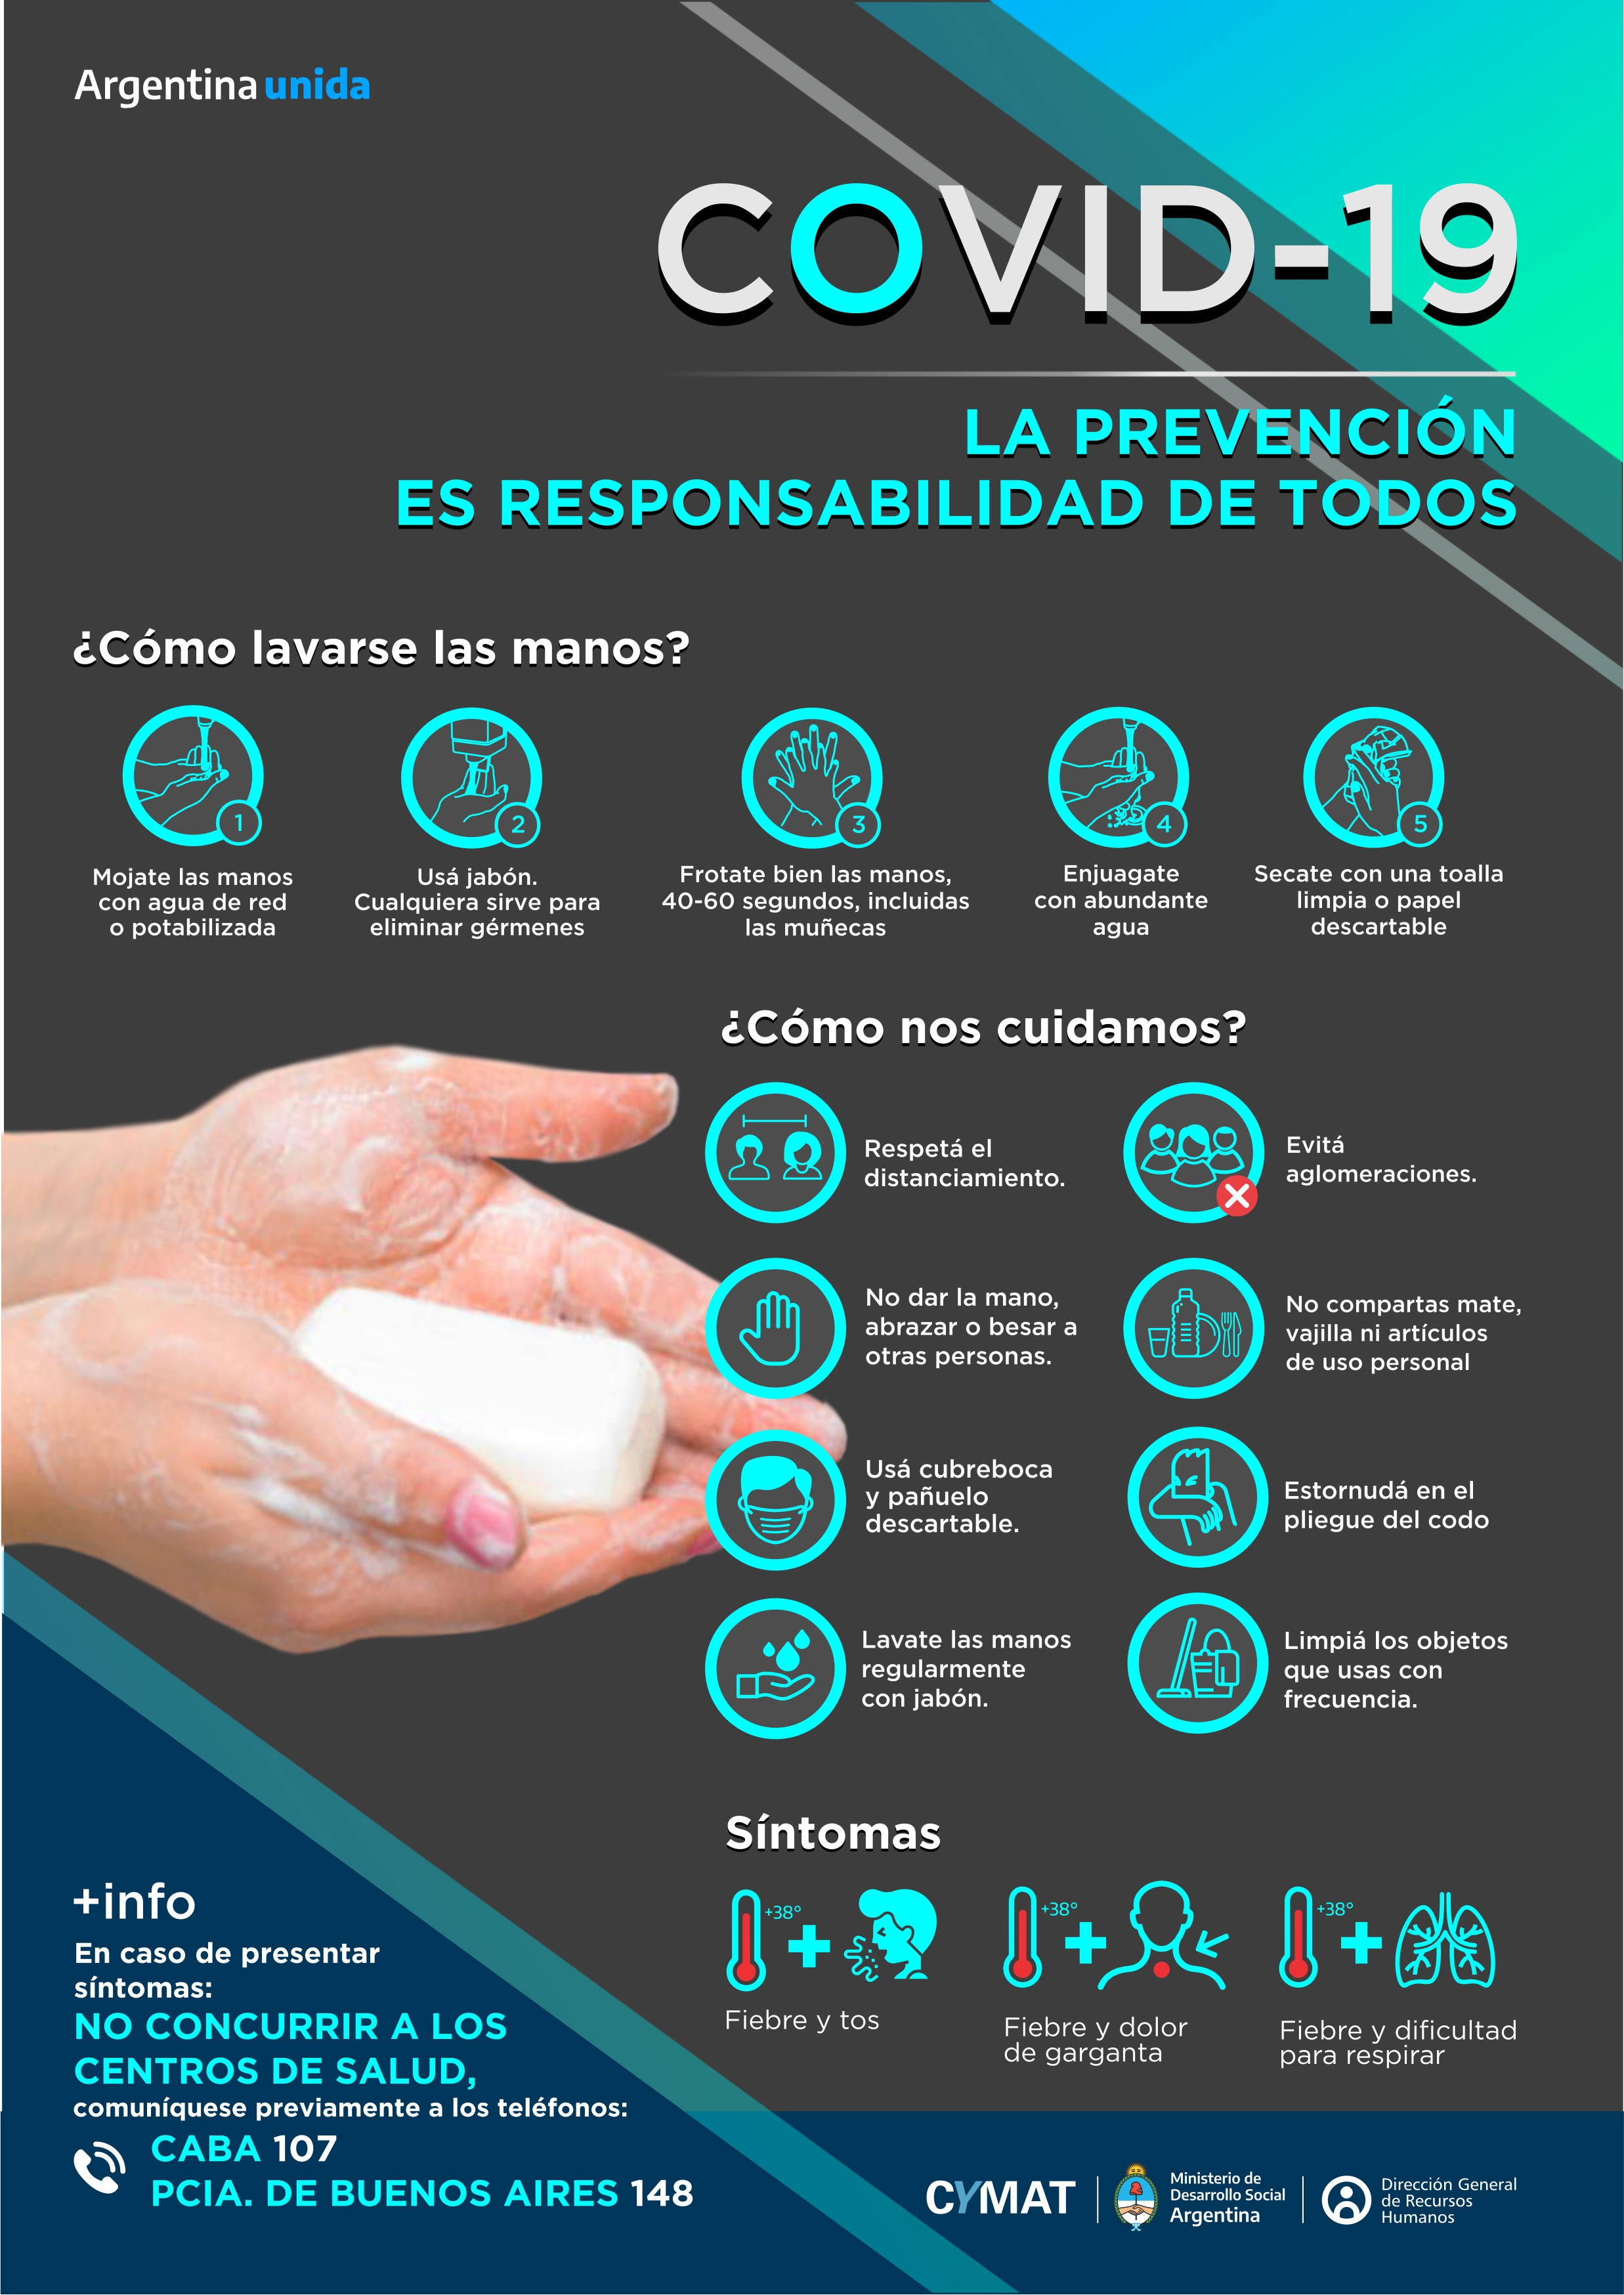 Argentina unida
COVID-19
LA PREVENCIÓN
ES RESPONSABILIDAD DE TODOS
¿Cómo lavarse las manos?
1
Mojate las manos
con agua de red
o potabilizada
2
Usá jabón.
Cualquiera sirve para
eliminar gérmenes
3
Frotate bien las manos,
40-60 segundos, incluidas
las muñecas
4
Enjuagate
con abundante
agua
5
Secate con una toalla
limpia o papel
descartable
¿Cómo nos cuidamos?
Respetá el
distanciamiento.
Evitá
aglomeraciones.
No dar la mano,
abrazar o besar a
otras personas.
No compartas mate,
vajilla ni artículos
de uso personal
Usá cubreboca
y pañuelo
descartable.
Estornudá en el
pliegue del codo
Lavate las manos
regularmente
con jabón.
Limpiá los objetos
que usas con
frecuencia.
Síntomas
+38°
Fiebre y tos
+38°
Fiebre y dolor
de garganta
+38°
Fiebre y dificultad
para respirar
+info
En caso de presentar
síntomas:
NO CONCURRIR A LOS
CENTROS DE SALUD,
comuníquese previamente a los teléfonos:
CABA 107
PCIA. DE BUENOS AIRES 148
CYMAT
Ministerio de
Desarrollo Social
Argentina
Dirección General
de Recursos
Humanos